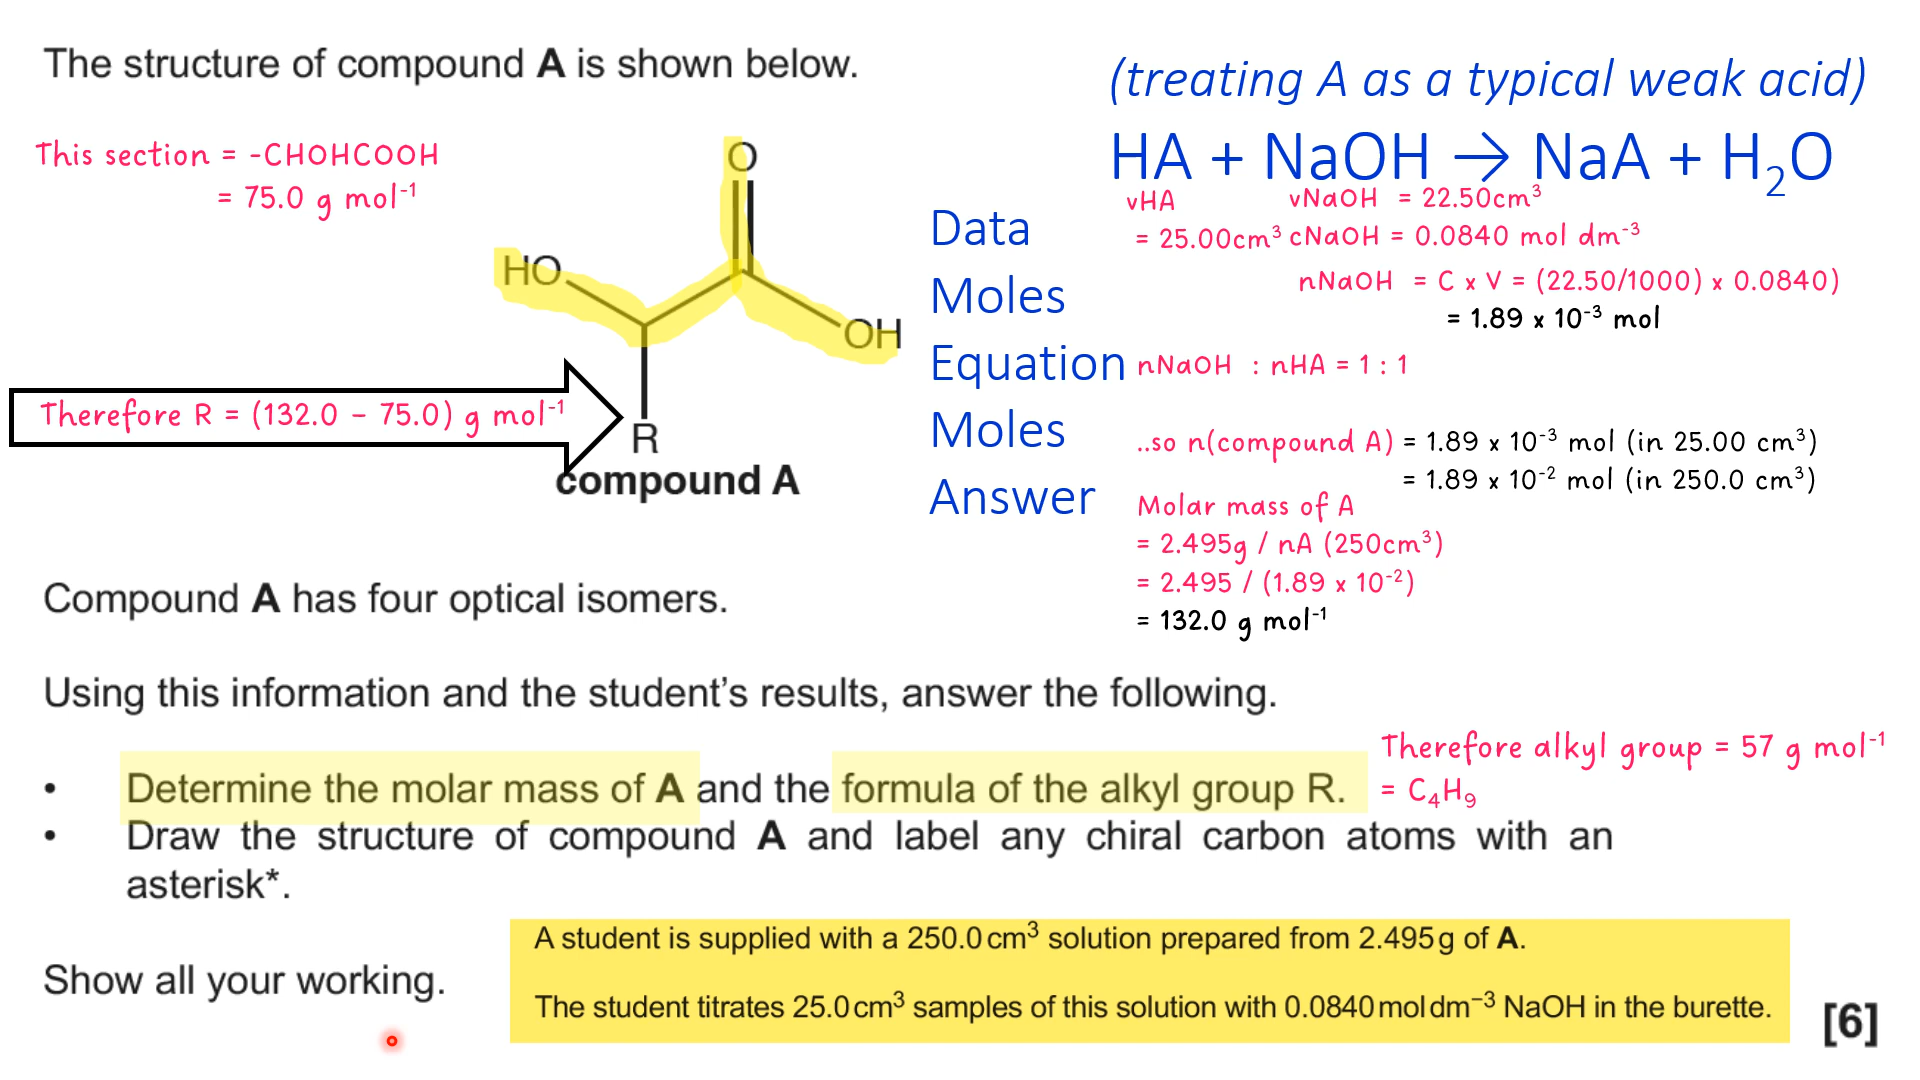 The structure of compound A is shown below.
This section = -CHOHCOOH
= 75.0 g mol⁻¹
O
HO
OH
Therefore R = (132.0 – 75.0) g mol⁻¹
R
compound A
(treating A as a typical weak acid)
HA + NaOH → NaA + H₂O
vHA
= 25.00cm³
vNaOH = 22.50cm³
cNaOH = 0.0840 mol dm⁻³
Data
Moles
nNaOH = C x V = (22.50/1000) x 0.0840)
= 1.89 x 10⁻³ mol
Equation
nNaOH : nHA = 1 : 1
Moles
..so n(compound A) = 1.89 x 10⁻³ mol (in 25.00 cm³)
= 1.89 x 10⁻² mol (in 250.0 cm³)
Answer
Molar mass of A
= 2.495g / nA (250cm³)
= 2.495 / (1.89 x 10⁻²)
= 132.0 g mol⁻¹
Compound A has four optical isomers.
Using this information and the student's results, answer the following.
• Determine the molar mass of A and the formula of the alkyl group R.
Therefore alkyl group = 57 g mol⁻¹
= C₄H₉
• Draw the structure of compound A and label any chiral carbon atoms with an
asterisk*.
Show all your working.
A student is supplied with a 250.0 cm³ solution prepared from 2.495 g of A.
The student titrates 25.0 cm³ samples of this solution with 0.0840 mol dm⁻³ NaOH in the burette.
[6]